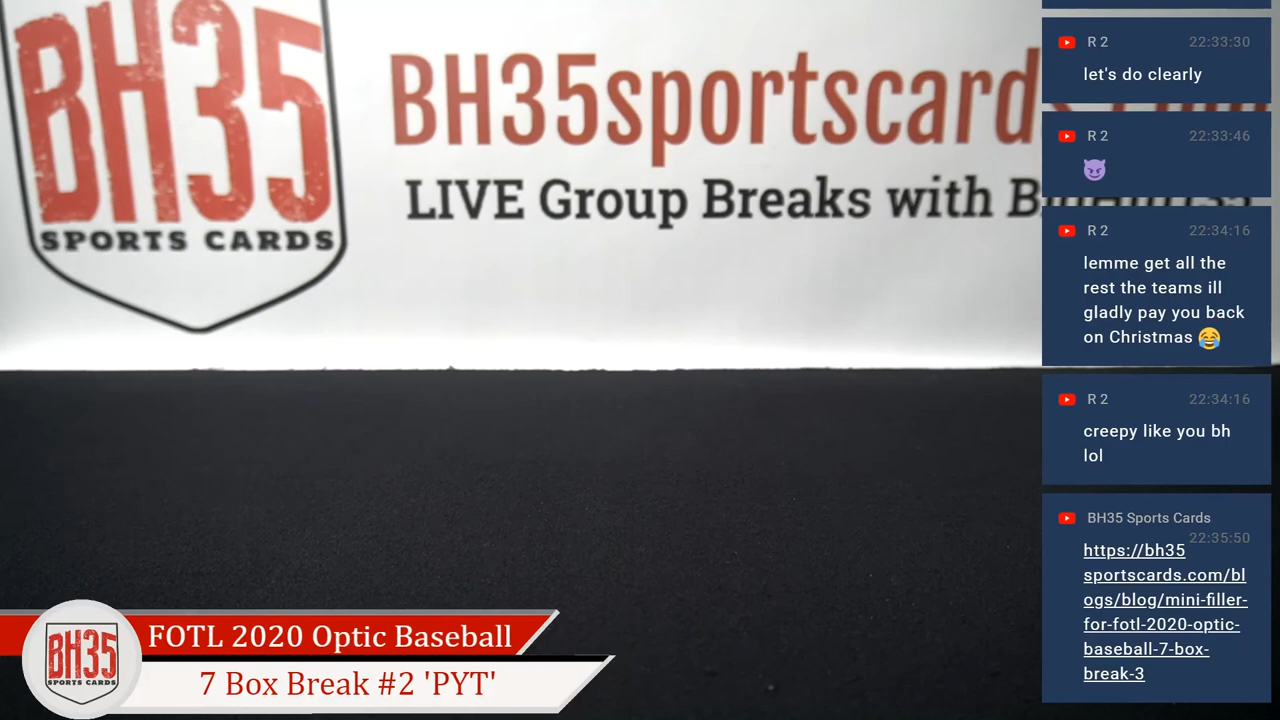 BH35
SPORTS CARDS
BH35sportscards
LIVE Group Breaks with
R 2 22:33:30
let's do clearly
R 2 22:33:46
😈
R 2 22:34:16
lemme get all the
rest the teams ill
gladly pay you back
on Christmas 😂
R 2 22:34:16
creepy like you bh
lol
BH35 Sports Cards
22:35:50
https://bh35
sportscards.com/bl
ogs/blog/mini-filler-
for-fotl-2020-optic-
baseball-7-box-
break-3
BH35
SPORTS CARDS
FOTL 2020 Optic Baseball
7 Box Break #2 'PYT'